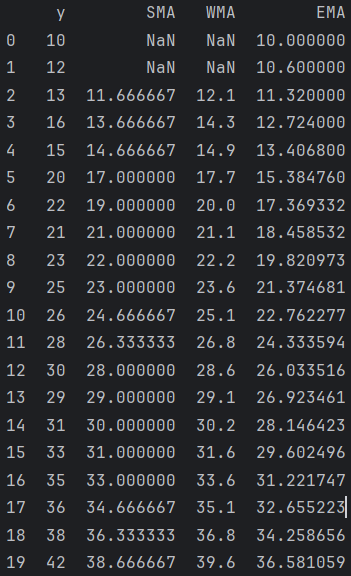 y SMA WMA EMA
0 10 NaN NaN 10.000000
1 12 NaN NaN 10.600000
2 13 11.666667 12.1 11.320000
3 16 13.666667 14.3 12.724000
4 15 14.666667 14.9 13.406800
5 20 17.000000 17.7 15.384760
6 22 19.000000 20.0 17.369332
7 21 21.000000 21.1 18.458532
8 23 22.000000 22.2 19.820973
9 25 23.000000 23.6 21.374681
10 26 24.666667 25.1 22.762277
11 28 26.333333 26.8 24.333594
12 30 28.000000 28.6 26.033516
13 29 29.000000 29.1 26.923461
14 31 30.000000 30.2 28.146423
15 33 31.000000 31.6 29.602496
16 35 33.000000 33.6 31.221747
17 36 34.666667 35.1 32.655223
18 38 36.333333 36.8 34.258656
19 42 38.666667 39.6 36.581059